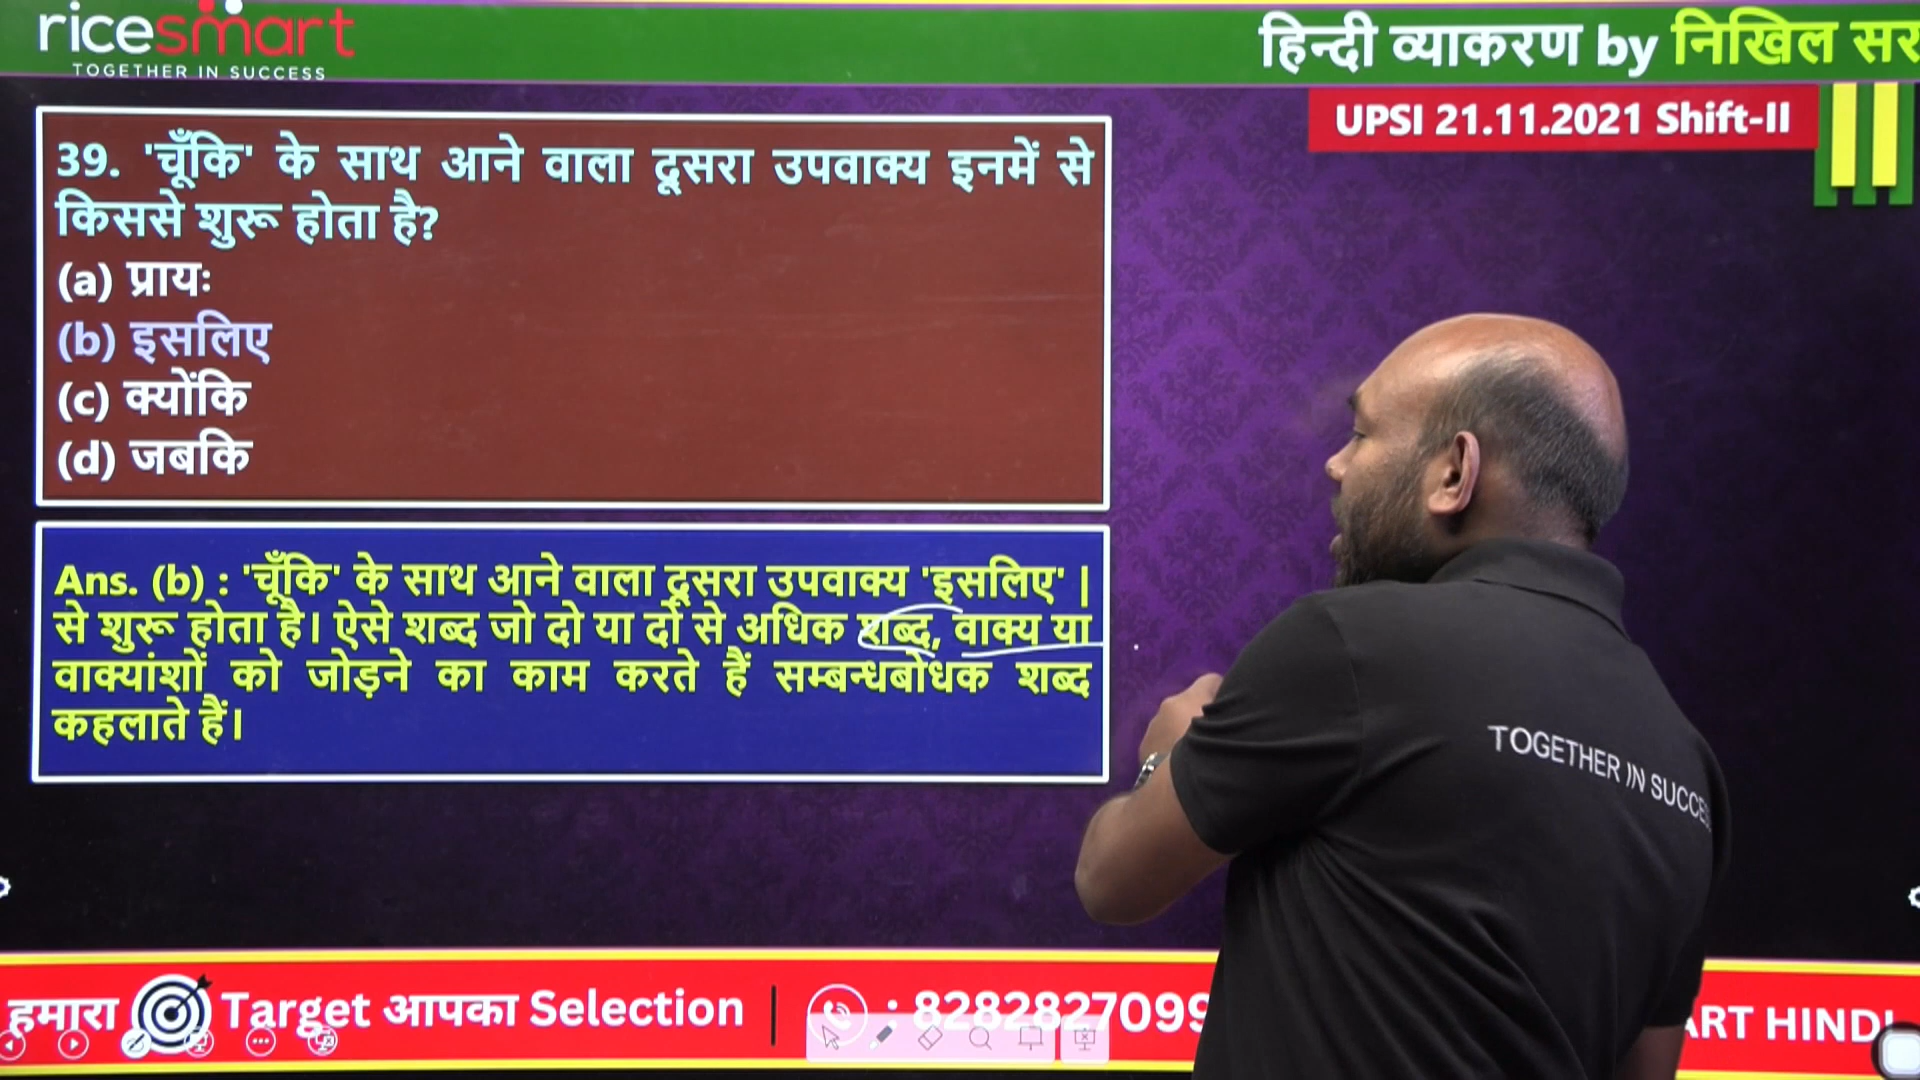 ricesmart
TOGETHER IN SUCCESS
हिन्दी व्याकरण by निखिल सर
UPSI 21.11.2021 Shift-II
39. 'चूँकि' के साथ आने वाला दूसरा उपवाक्य इनमें से
किससे शुरू होता है?
(a) प्रायः
(b) इसलिए
(c) क्योंकि
(d) जबकि
Ans. (b) : 'चूँकि' के साथ आने वाला दूसरा उपवाक्य 'इसलिए' |
से शुरू होता है। ऐसे शब्द जो दो या दो से अधिक शब्द, वाक्य या
वाक्यांशों को जोड़ने का काम करते हैं सम्बन्धबोधक शब्द
कहलाते हैं।
TOGETHER IN SUCCE
हमारा Target आपका Selection | : 8282827099
ART HINDI